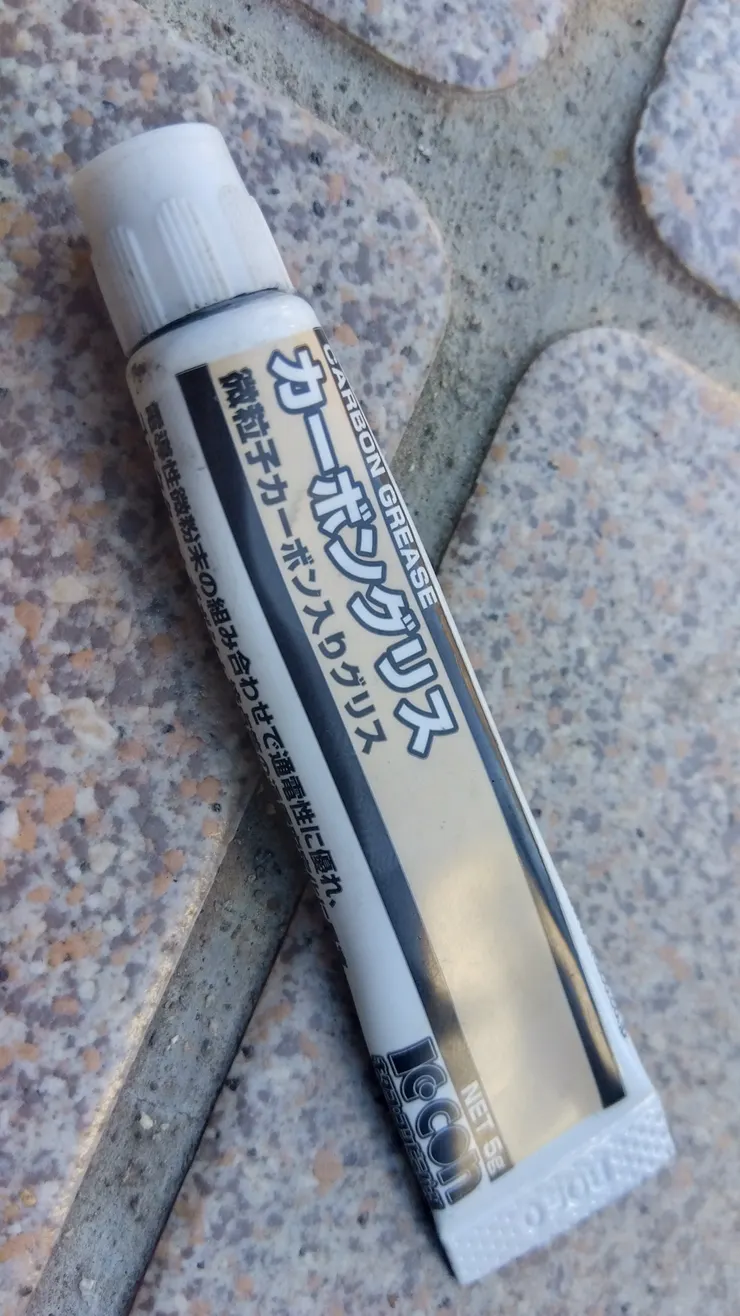 CARBON GREASE
カーボングリス
微粒子カーボン入りグリス
電性微粉末の組み合わせで通電性に優れ、
NET 5g
K・CON